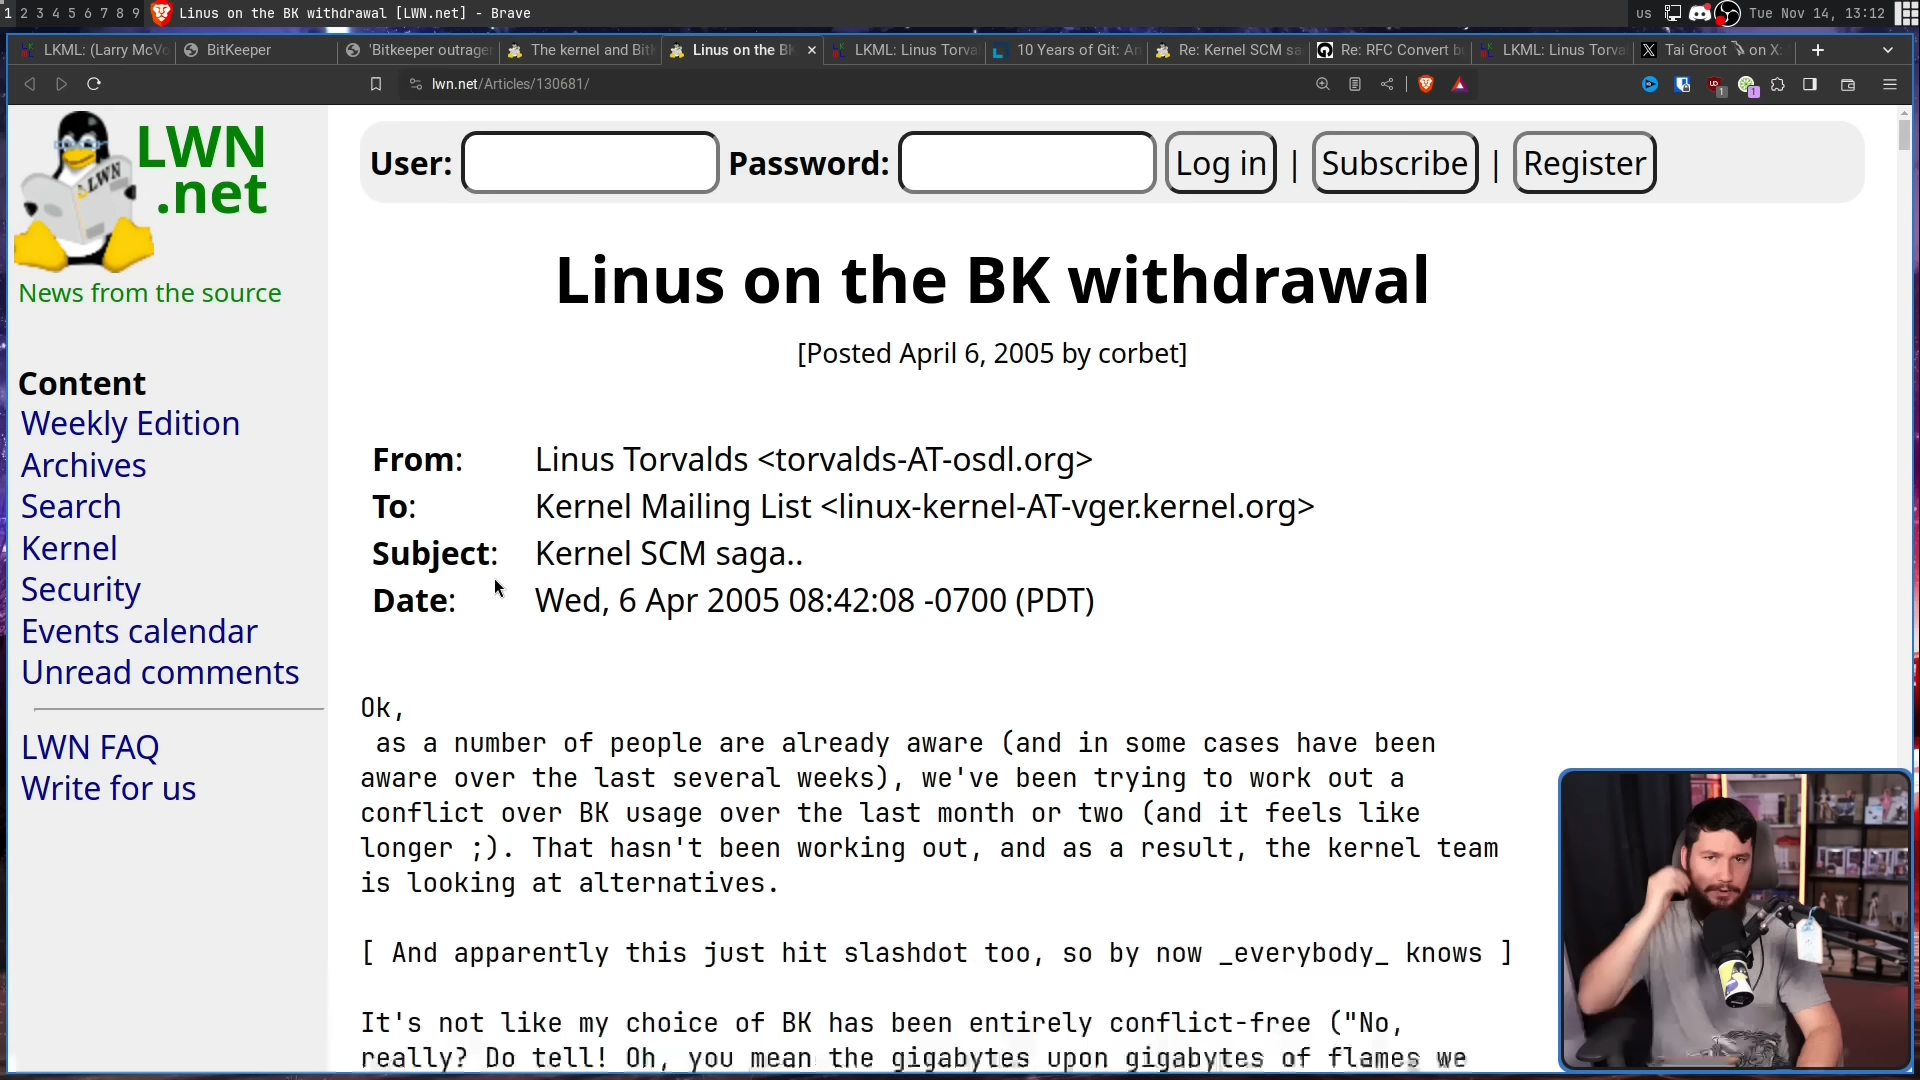 1 2 3 4 5 6 7 8 9 Linus on the BK withdrawal [LWN.net] - Brave us Tue Nov 14, 13:12
LKML: (Larry McVo BitKeeper 'Bitkeeper outrager The kernel and Bitk Linus on the BK LKML: Linus Torva 10 Years of Git: An Re: Kernel SCM sa Re: RFC Convert b LKML: Linus Torva Tai Groot on X:
lwn.net/Articles/130681/
LWN
.net
LWN
News from the source
User: Password: Log in | Subscribe | Register
Content
Weekly Edition
Archives
Search
Kernel
Security
Events calendar
Unread comments
LWN FAQ
Write for us
Linus on the BK withdrawal
[Posted April 6, 2005 by corbet]
From: Linus Torvalds <torvalds-AT-osdl.org>
To: Kernel Mailing List <linux-kernel-AT-vger.kernel.org>
Subject: Kernel SCM saga..
Date: Wed, 6 Apr 2005 08:42:08 -0700 (PDT)
Ok,
as a number of people are already aware (and in some cases have been
aware over the last several weeks), we've been trying to work out a
conflict over BK usage over the last month or two (and it feels like
longer ;). That hasn't been working out, and as a result, the kernel team
is looking at alternatives.
[ And apparently this just hit slashdot too, so by now _everybody_ knows ]
It's not like my choice of BK has been entirely conflict-free ("No,
really? Do tell! Oh, you mean the gigabytes upon gigabytes of flames we